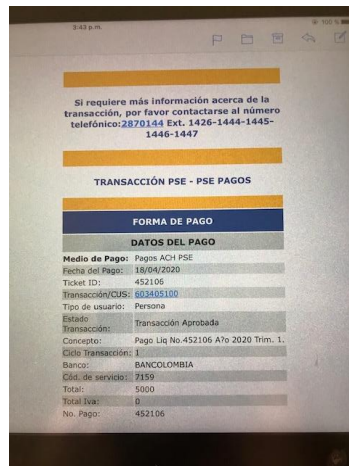 3:43 p.m.
100 %
Si requiere más información acerca de la
transacción, por favor contactarse al número
telefónico:2870144 Ext. 1426-1444-1445-
1446-1447
TRANSACCIÓN PSE - PSE PAGOS
FORMA DE PAGO
DATOS DEL PAGO
Medio de Pago: Pagos ACH PSE
Fecha del Pago: 18/04/2020
Ticket ID: 452106
Transacción/CUS: 603405100
Tipo de usuario: Persona
Estado
Transacción: Transacción Aprobada
Concepto: Pago Liq No.452106 A?o 2020 Trim. 1.
Ciclo Transacción: 1
Banco: BANCOLOMBIA
Cód. de servicio: 7159
Total: 5000
Total Iva: 0
No. Pago: 452106